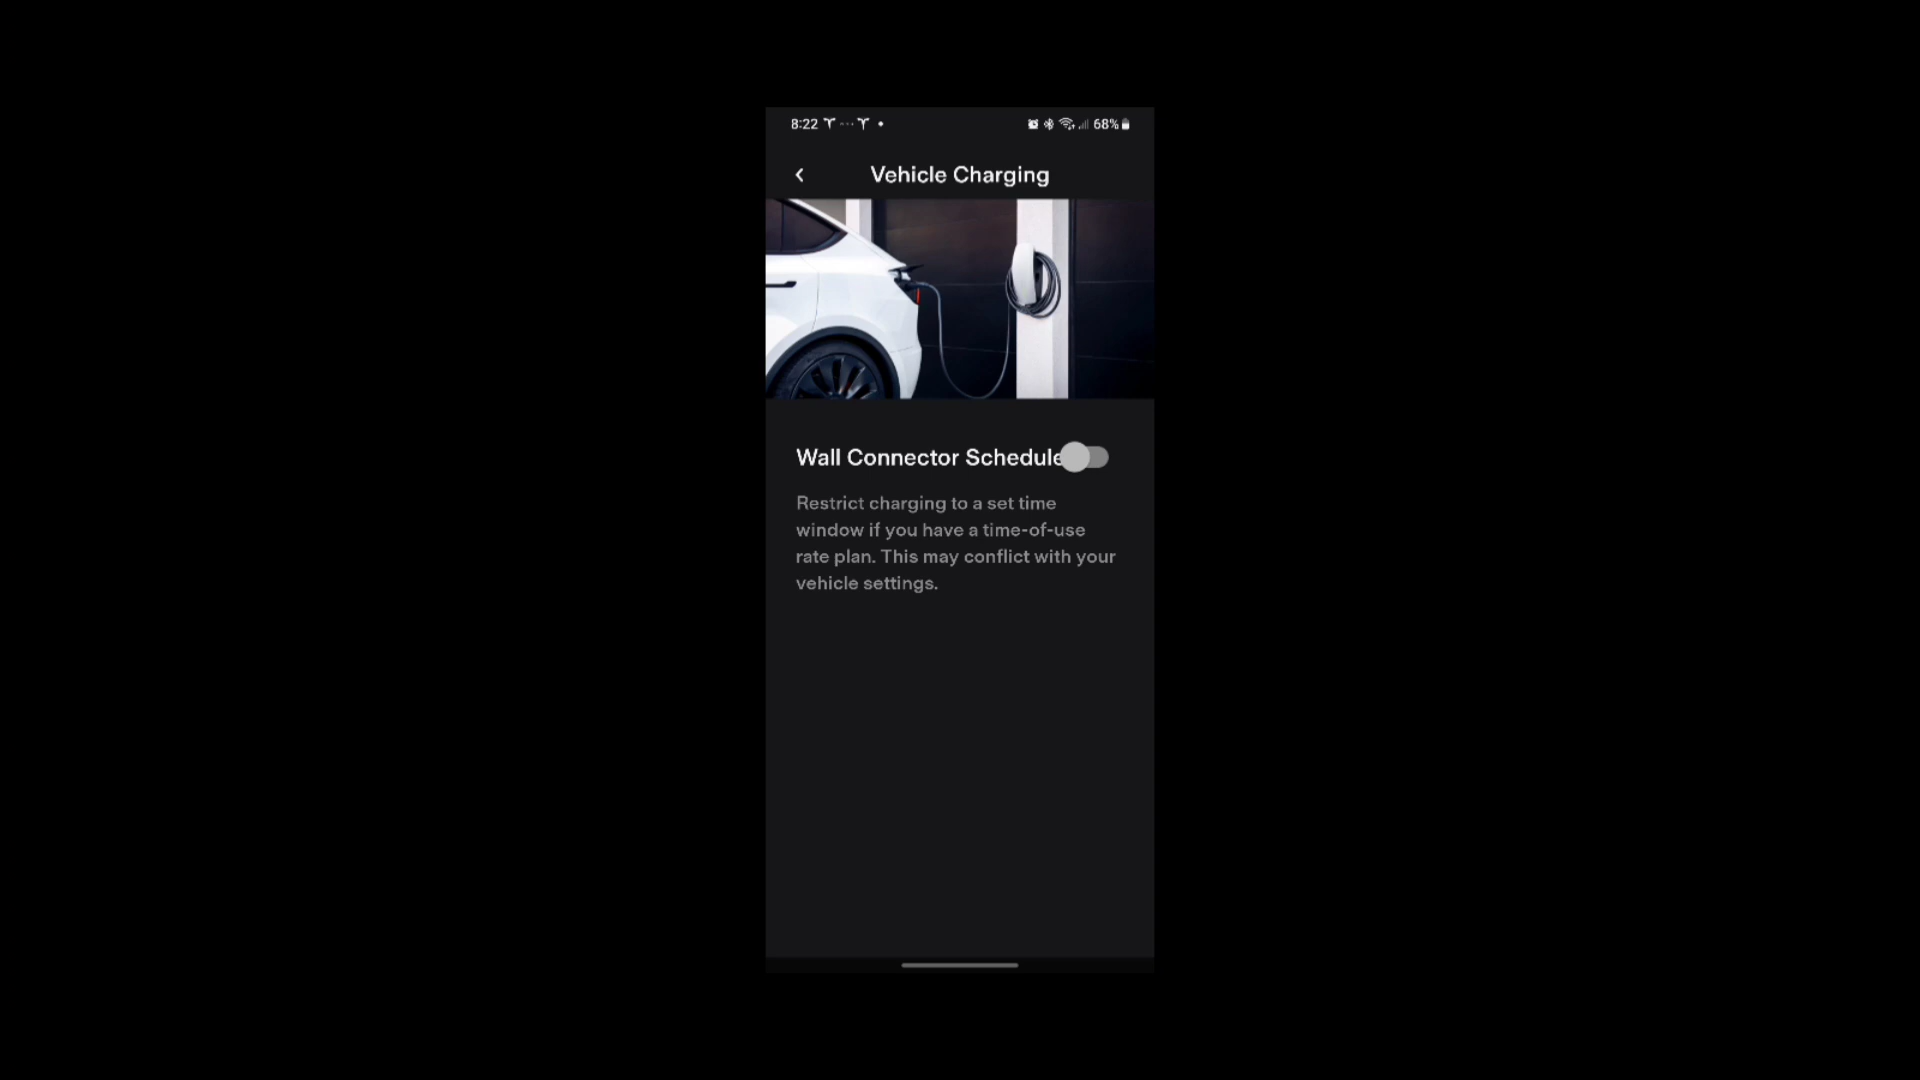 8:22 68%
Vehicle Charging
Wall Connector Schedule
Restrict charging to a set time
window if you have a time-of-use
rate plan. This may conflict with your
vehicle settings.